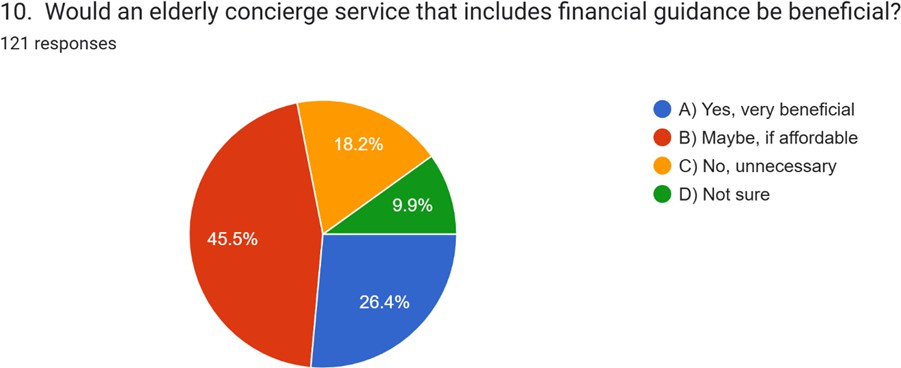 10. Would an elderly concierge service that includes financial guidance be beneficial?
121 responses
A) Yes, very beneficial
B) Maybe, if affordable
C) No, unnecessary
D) Not sure
18.2%
9.9%
45.5%
26.4%